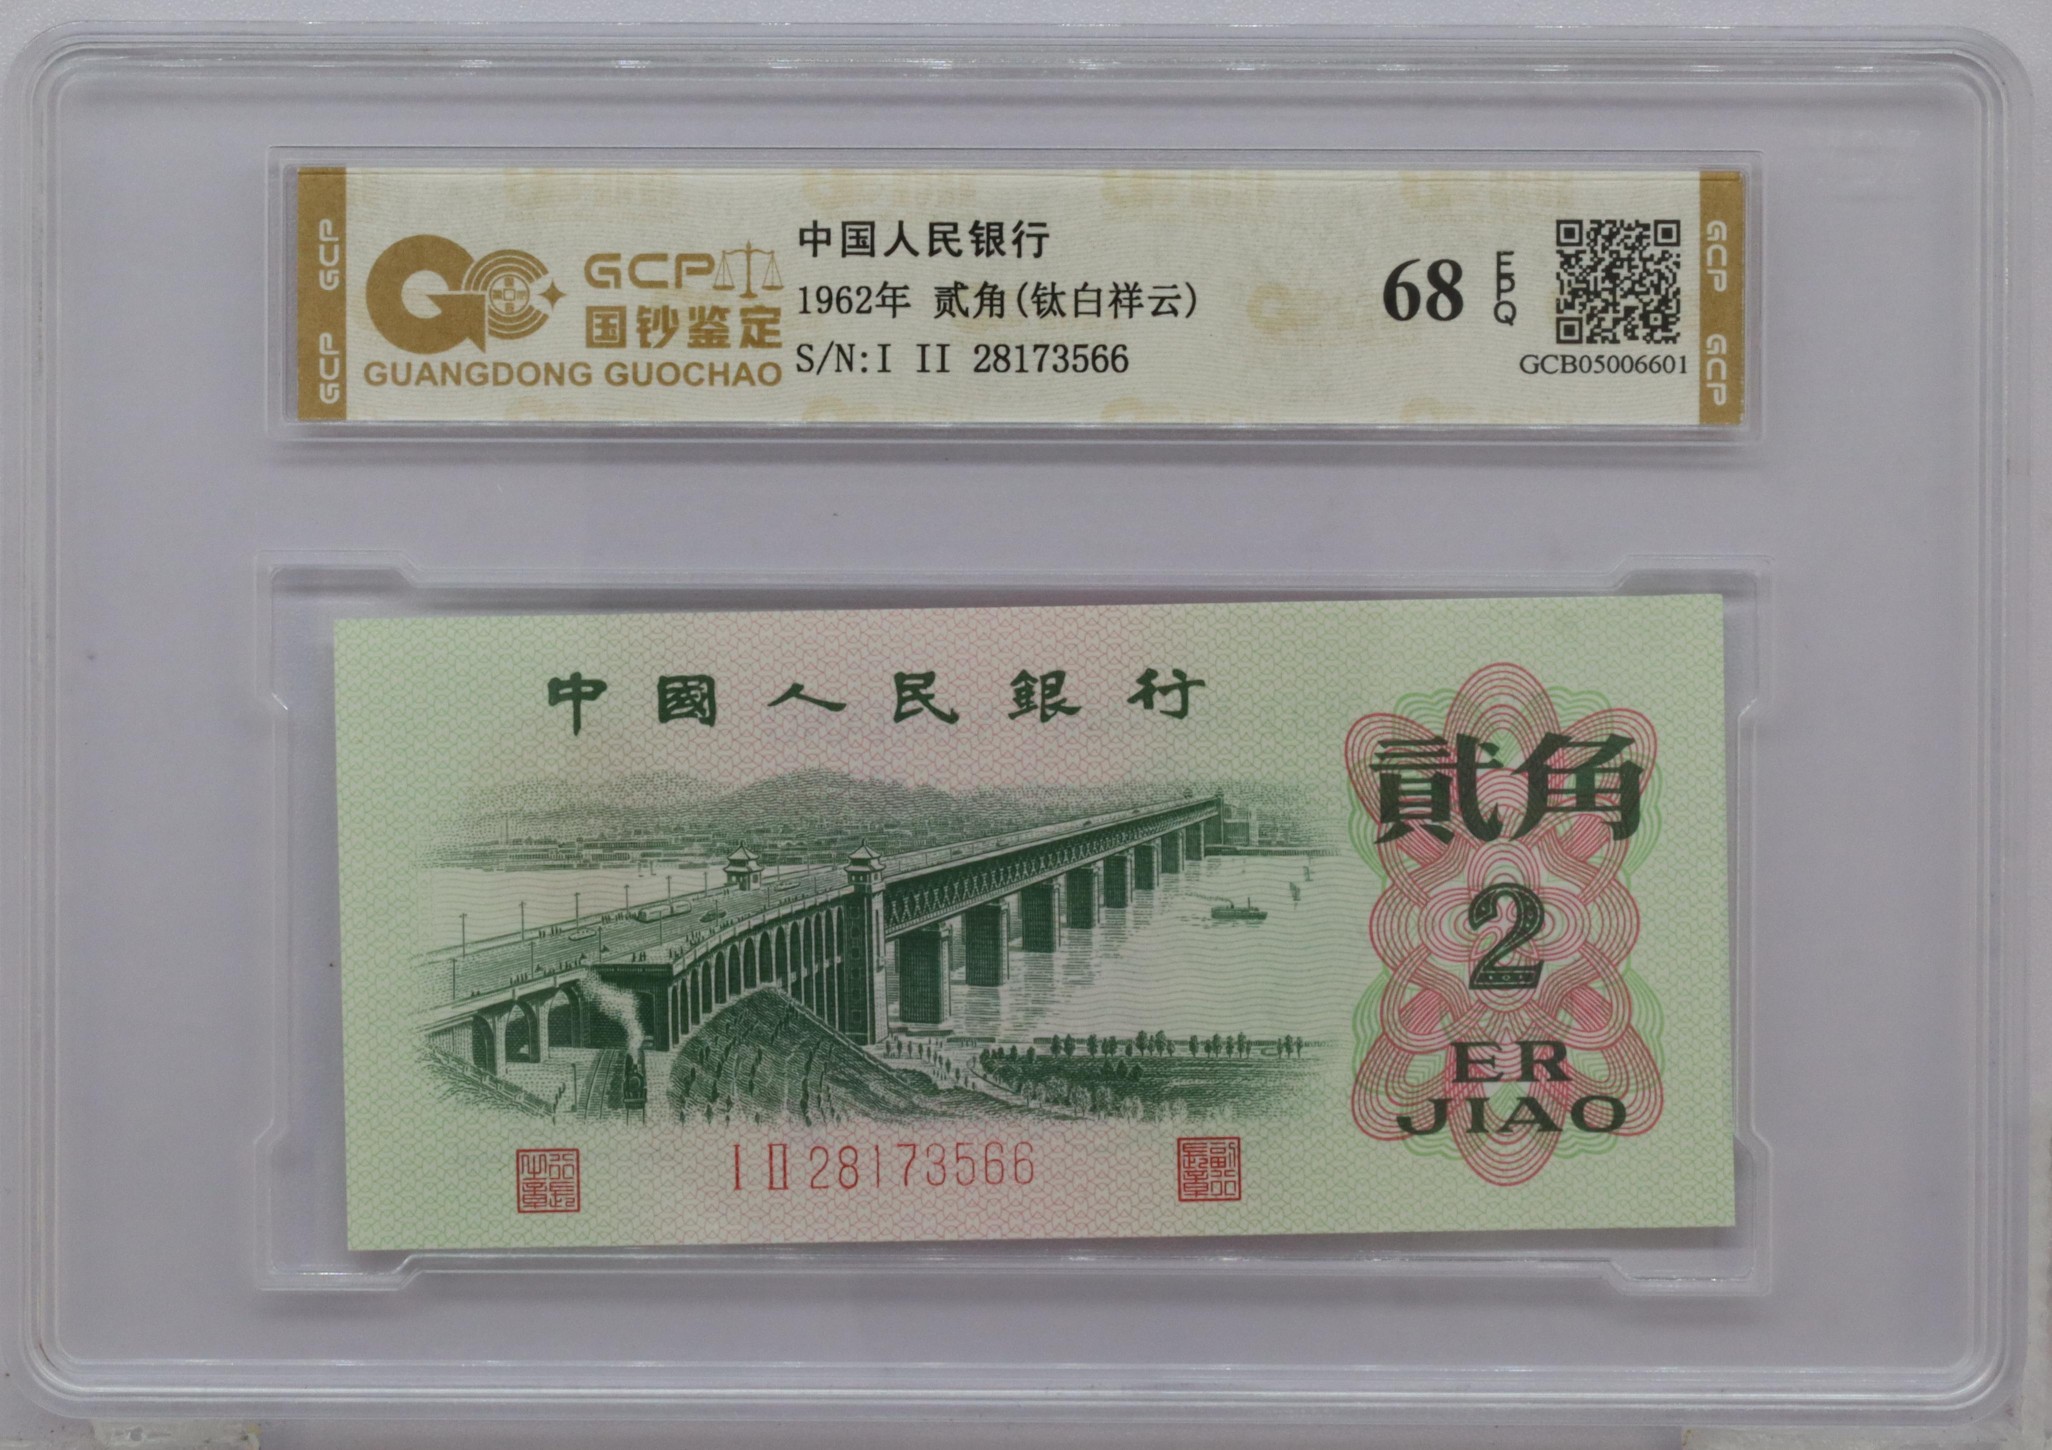 GCP GCP
GCP
国钞鉴定
GUANGDONG GUOCHAO
中国人民银行
1962年 贰角(钛白祥云)
S/N:I II 28173566
68 EPQ
GCB05006601
GCP GCP
中國人民銀行
貳角
2
ER
JIAO
I II 28173566